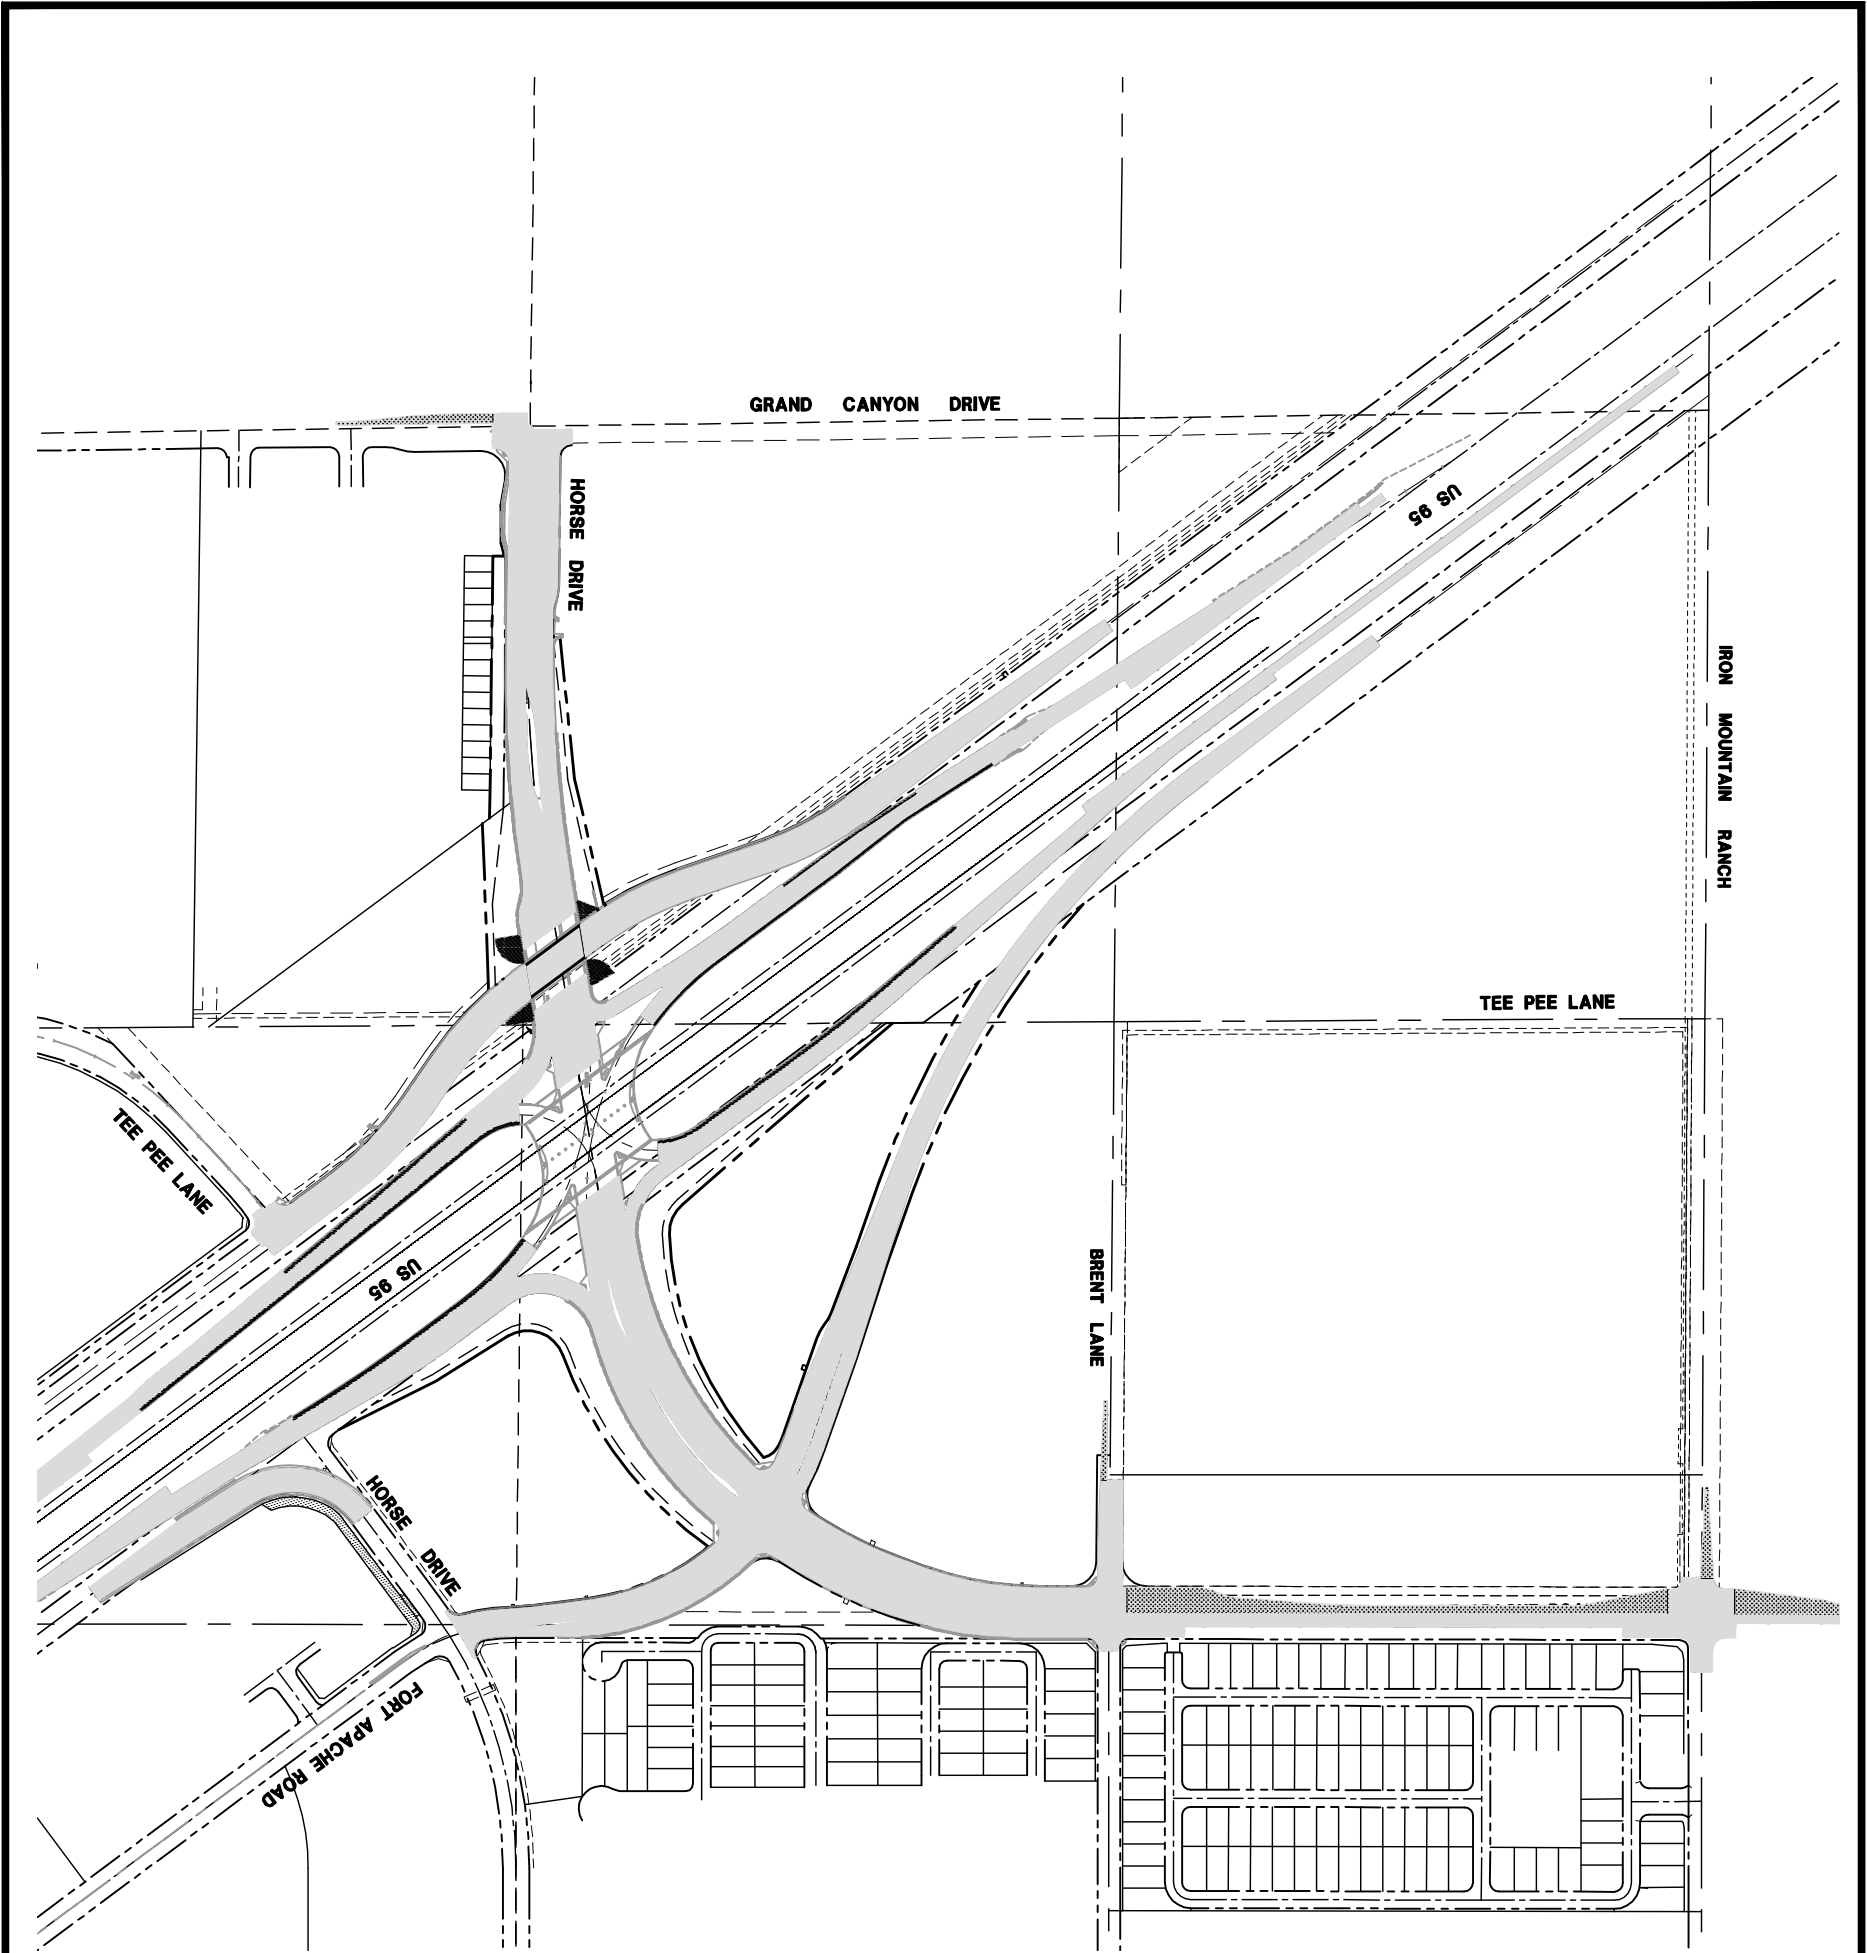 GRAND CANYON DRIVE
HORSE DRIVE
US 95
IRON MOUNTAIN RANCH
TEE PEE LANE
TEE PEE LANE
US 95
BRENT LANE
HORSE DRIVE
FORT APACHE ROAD